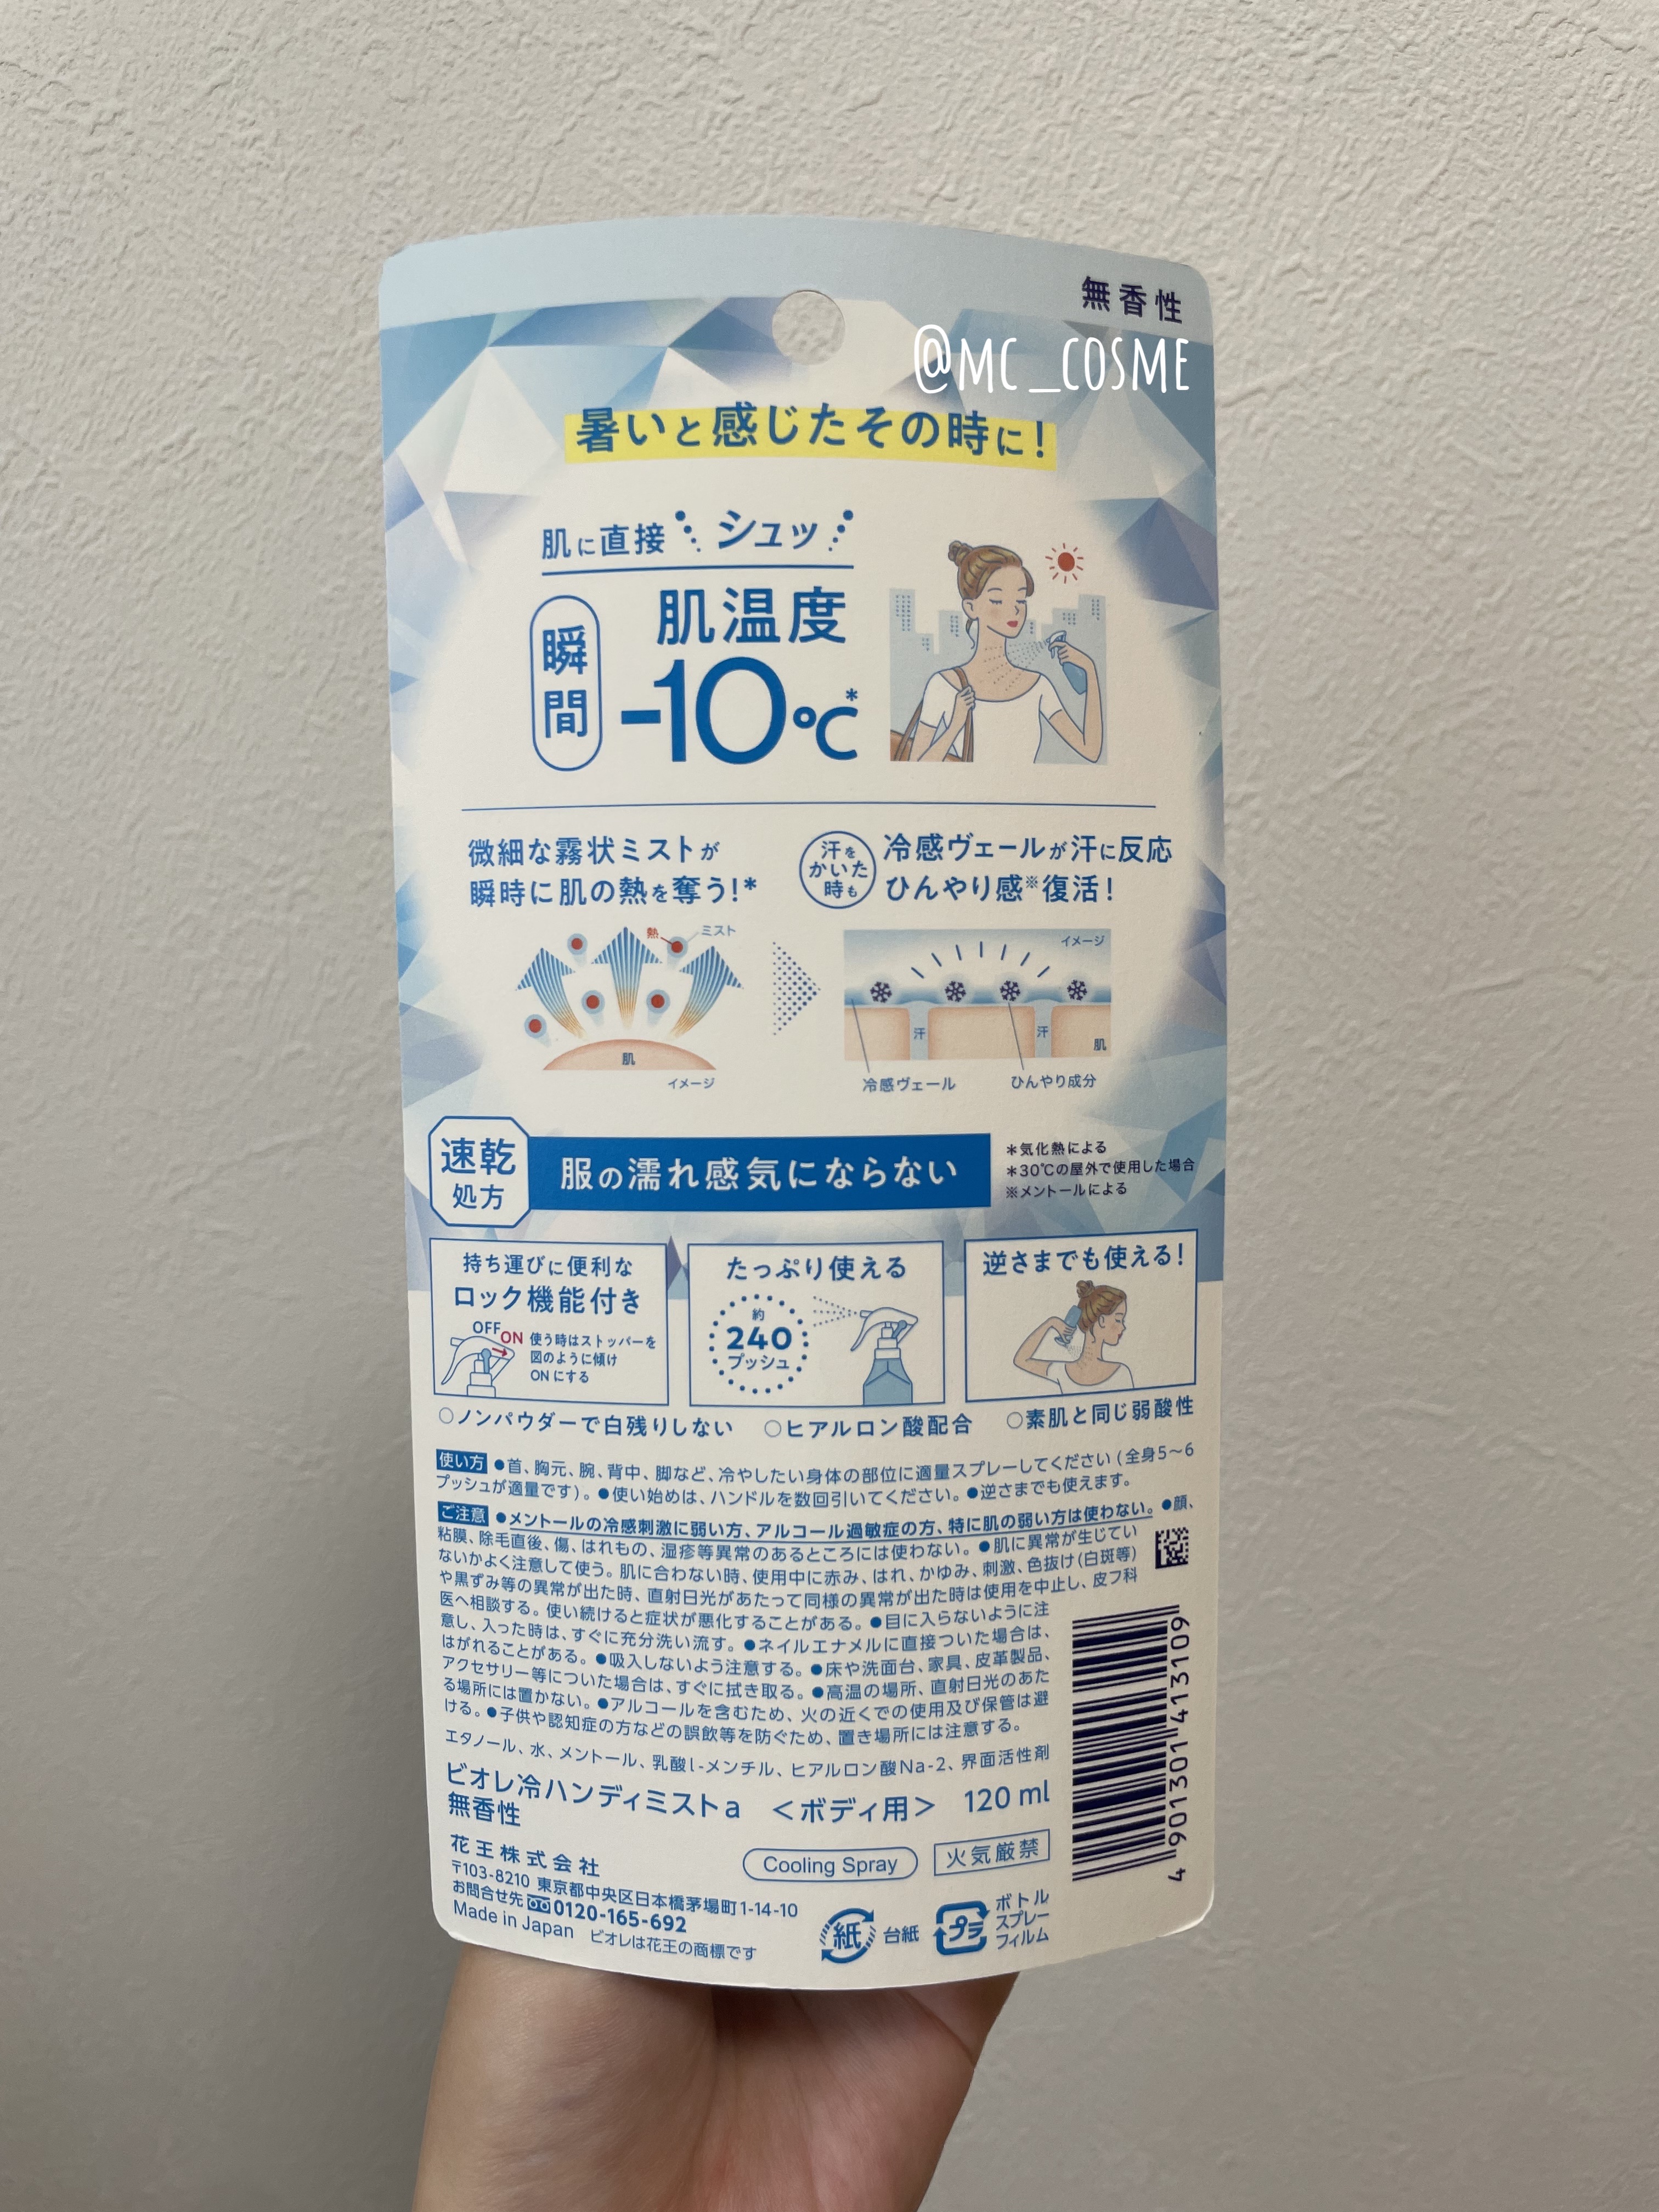 無香性
@MC_COSME
暑いと感じたその時に!
肌に直接 シュッ
瞬間
肌温度
-10℃*
微細な霧状ミストが
瞬時に肌の熱を奪う!*
熱
ミスト
肌
イメージ
汗を
かいた
時も
冷感ヴェールが汗に反応
ひんやり感※復活!
イメージ
汗
汗
肌
冷感ヴェール
ひんやり成分
速乾
処方
服の濡れ感気にならない
*気化熱による
*30℃の屋外で使用した場合
※メントールによる
持ち運びに便利な
ロック機能付き
OFF ON
使う時はストッパーを
図のように傾け
ONにする
たっぷり使える
約
240
プッシュ
逆さまでも使える!
○ノンパウダーで白残りしない ○ヒアルロン酸配合 ○素肌と同じ弱酸性
使い方 ●首、胸元、腕、背中、脚など、冷やしたい身体の部位に適量スプレーしてください(全身5~6
プッシュが適量です)。●使い始めは、ハンドルを数回引いてください。●逆さまでも使えます。
ご注意 ●メントールの冷感刺激に弱い方、アルコール過敏症の方、特に肌の弱い方は使わない。●顔、
粘膜、除毛直後、傷、はれもの、湿疹等異常のあるところには使わない。●肌に異常が生じてい
ないかよく注意して使う。肌に合わない時、使用中に赤み、はれ、かゆみ、刺激、色抜け(白斑等)
や黒ずみ等の異常が出た時、直射日光があたって同様の異常が出た時は使用を中止し、皮フ科
医へ相談する。使い続けると症状が悪化することがある。●目に入らないように注
意し、入った時は、すぐに充分洗い流す。●ネイルエナメルに直接ついた場合は、
はがれることがある。●吸入しないよう注意する。●床や洗面台、家具、皮革製品、
アクセサリー等についた場合は、すぐに拭き取る。●高温の場所、直射日光のあた
る場所には置かない。●アルコールを含むため、火の近くでの使用及び保管は避
ける。●子供や認知症の方などの誤飲等を防ぐため、置き場所には注意する。
エタノール、水、メントール、乳酸l-メンチル、ヒアルロン酸Na-2、界面活性剤
ビオレ冷ハンディミストa <ボディ用> 120 ml
無香性
花王株式会社
〒103-8210 東京都中央区日本橋茅場町1-14-10
お問合せ先 0120-165-692
Made in Japan ビオレは花王の商標です
Cooling Spray
火気厳禁
紙 台紙
プラ
ボトル
スプレー
フィルム
4 901301 413109